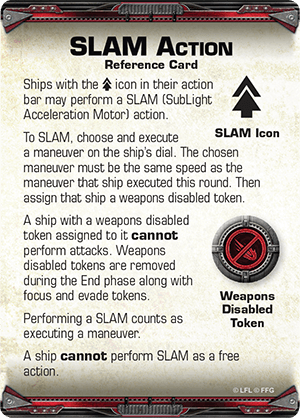 SLAM Action
Reference Card
Ships with the icon in their action
bar may perform a SLAM (SubLight
Acceleration Motor) action.
SLAM Icon
To SLAM, choose and execute
a maneuver on the ship's dial. The chosen
maneuver must be the same speed as the
maneuver that ship executed this round. Then
assign that ship a weapons disabled token.
A ship with a weapons disabled
token assigned to it cannot
perform attacks. Weapons
disabled tokens are removed
during the End phase along with
focus and evade tokens.
Weapons
Disabled
Token
Performing a SLAM counts as
executing a maneuver.
A ship cannot perform SLAM as a free
action.
© LFL © FFG